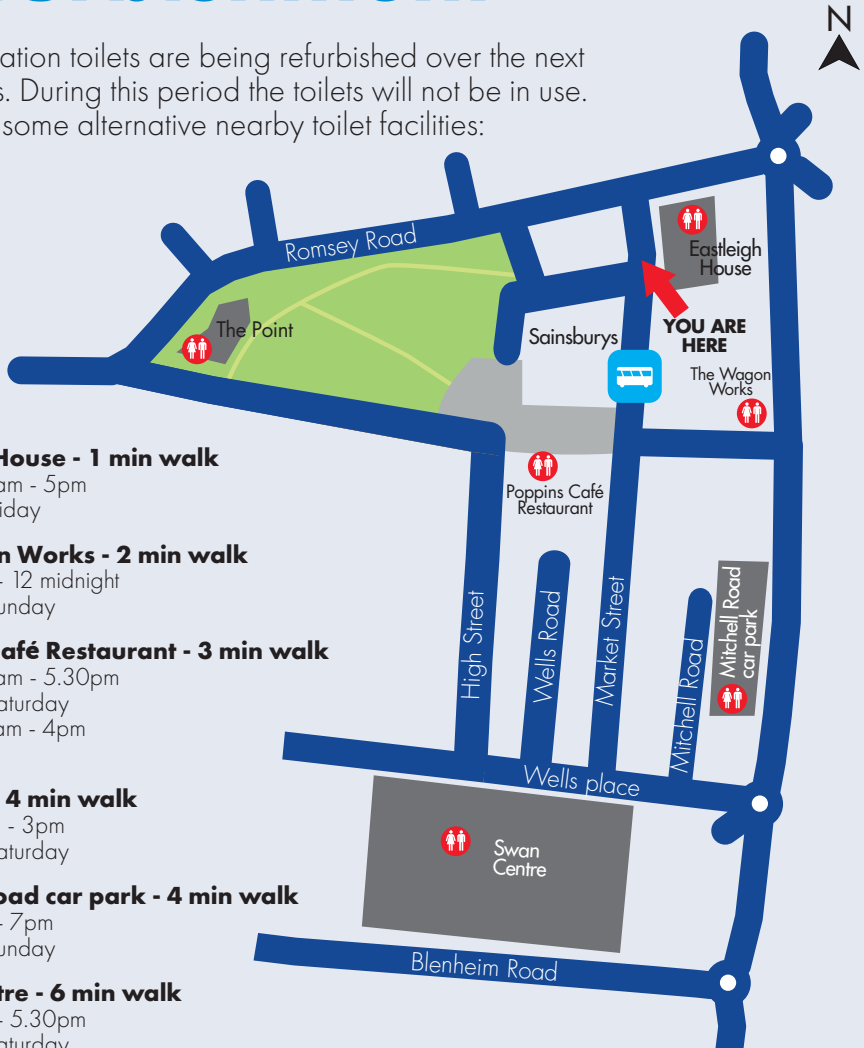 N
ation toilets are being refurbished over the next
s. During this period the toilets will not be in use.
some alternative nearby toilet facilities:
Romsey Road
Eastleigh
House
The Point
Sainsburys
YOU ARE
HERE
The Wagon
Works
Poppins Café
Restaurant
High Street
Wells Road
Market Street
Mitchell Road
Mitchell Road
car park
Wells place
Swan
Centre
Blenheim Road
House - 1 min walk
am - 5pm
iday
n Works - 2 min walk
- 12 midnight
unday
afé Restaurant - 3 min walk
am - 5.30pm
aturday
am - 4pm
4 min walk
- 3pm
aturday
oad car park - 4 min walk
- 7pm
unday
tre - 6 min walk
- 5.30pm
aturday